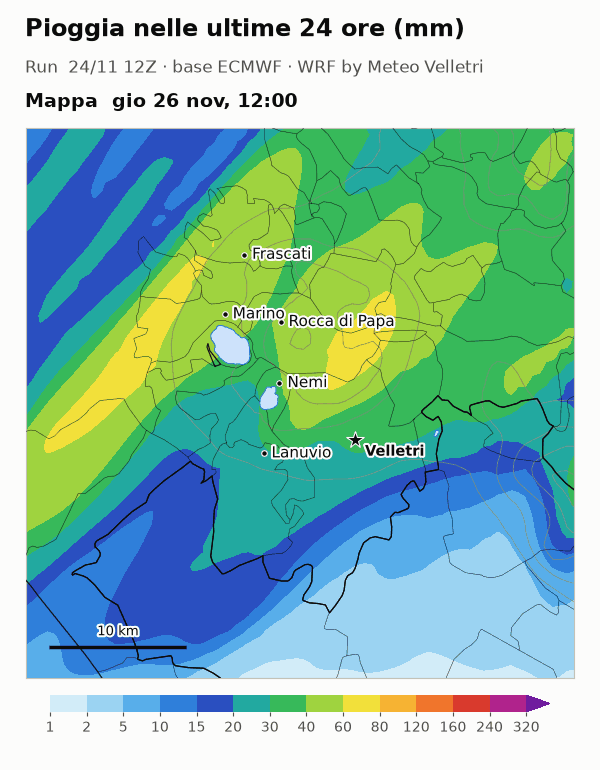 Pioggia nelle ultime 24 ore (mm)
Run  24/11 12Z · base ECMWF · WRF by Meteo Velletri
Mappa  gio 26 nov, 12:00
Frascati
Marino
Rocca di Papa
Nemi
Velletri
Lanuvio
10 km
1 2 5 10 15 20 30 40 60 80 120 160 240 320